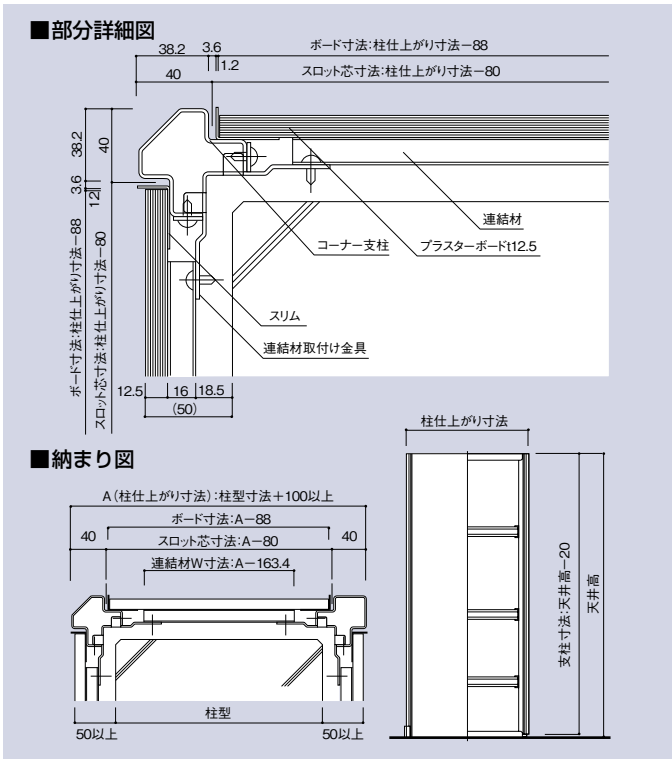 ■部分詳細図
38.2
3.6
ボード寸法:柱仕上がり寸法−88
1.2
40
スロット芯寸法:柱仕上がり寸法−80
38.2
40
3.6
12
ボード寸法:柱仕上がり寸法−88
スロット芯寸法:柱仕上がり寸法−80
連結材
コーナー支柱
プラスターボードt12.5
スリム
連結材取付け金具
12.5
16
18.5
(50)
■納まり図
A(柱仕上がり寸法):柱型寸法+100以上
ボード寸法:A−88
40
スロット芯寸法:A−80
40
連結材W寸法:A−163.4
柱型
50以上
50以上
柱仕上がり寸法
支柱寸法:天井高−20
天井高